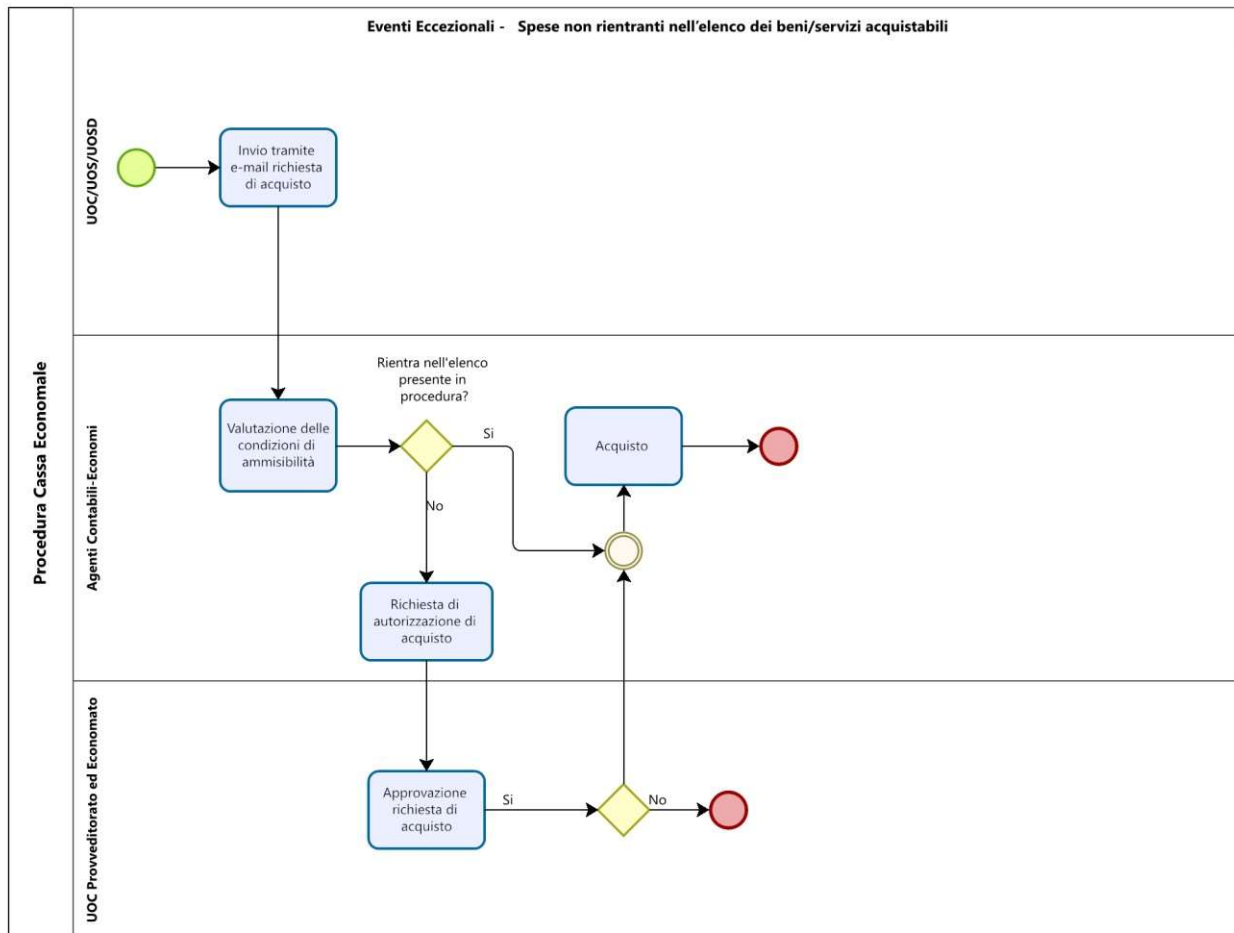 Eventi Eccezionali - Spese non rientranti nell'elenco dei beni/servizi acquistabili
Procedura Cassa Economale
UOC/UOS/UOSD
Invio tramite
e-mail richiesta
di acquisto
Agenti Contabili-Economi
Valutazione delle
condizioni di
ammisibilità
Rientra nell'elenco
presente in
procedura?
Si
No
Acquisto
Richiesta di
autorizzazione di
acquisto
UOC Provveditorato ed Economato
Approvazione
richiesta di
acquisto
Si
No